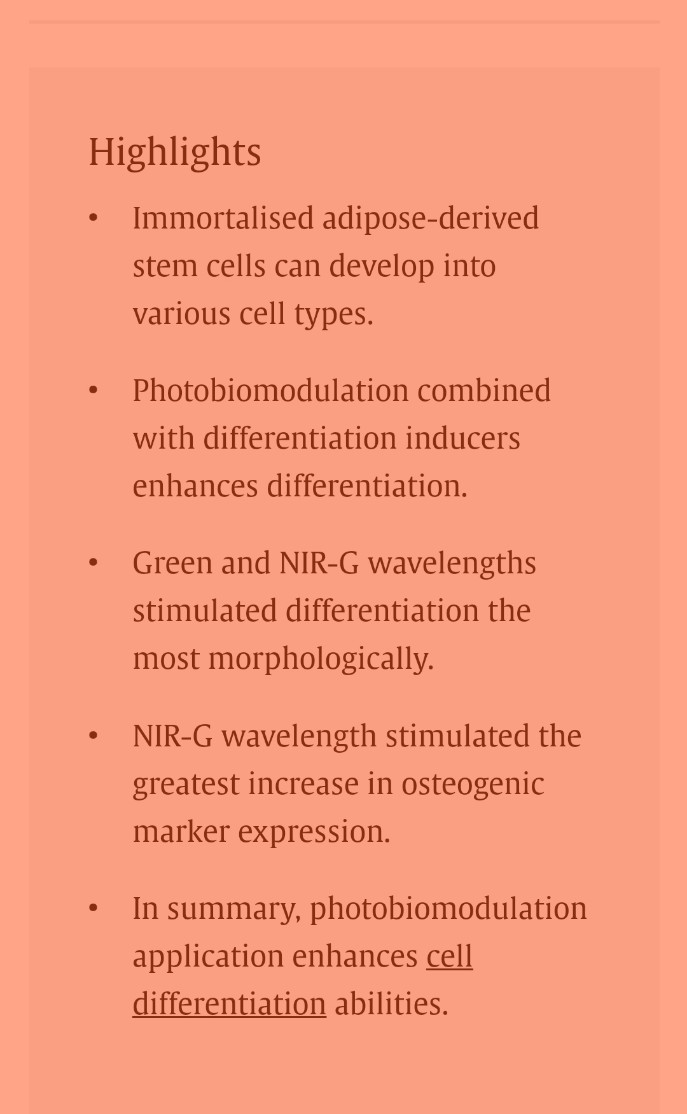 Highlights
• Immortalised adipose-derived
stem cells can develop into
various cell types.
• Photobiomodulation combined
with differentiation inducers
enhances differentiation.
• Green and NIR-G wavelengths
stimulated differentiation the
most morphologically.
• NIR-G wavelength stimulated the
greatest increase in osteogenic
marker expression.
• In summary, photobiomodulation
application enhances cell
differentiation abilities.